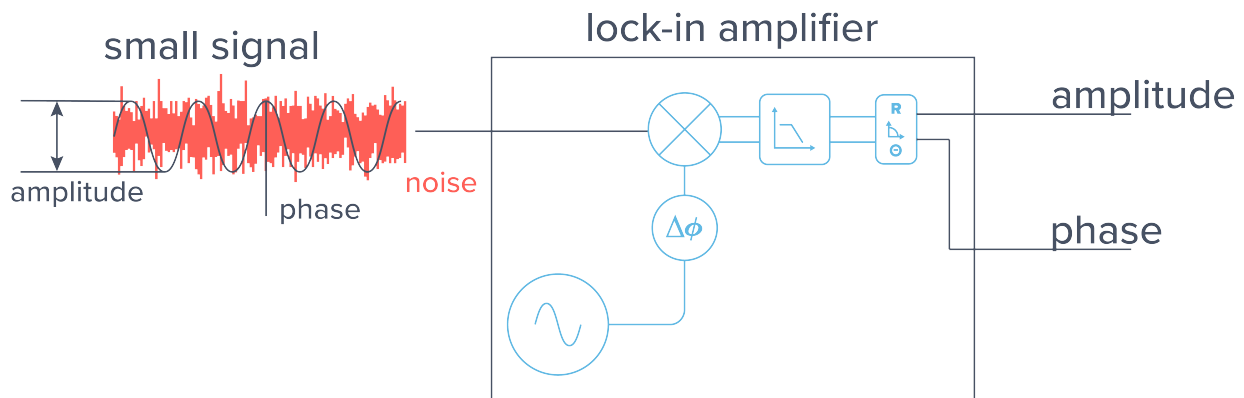 small signal
lock-in amplifier
amplitude
noise
phase
Δϕ
R
Θ
amplitude
phase